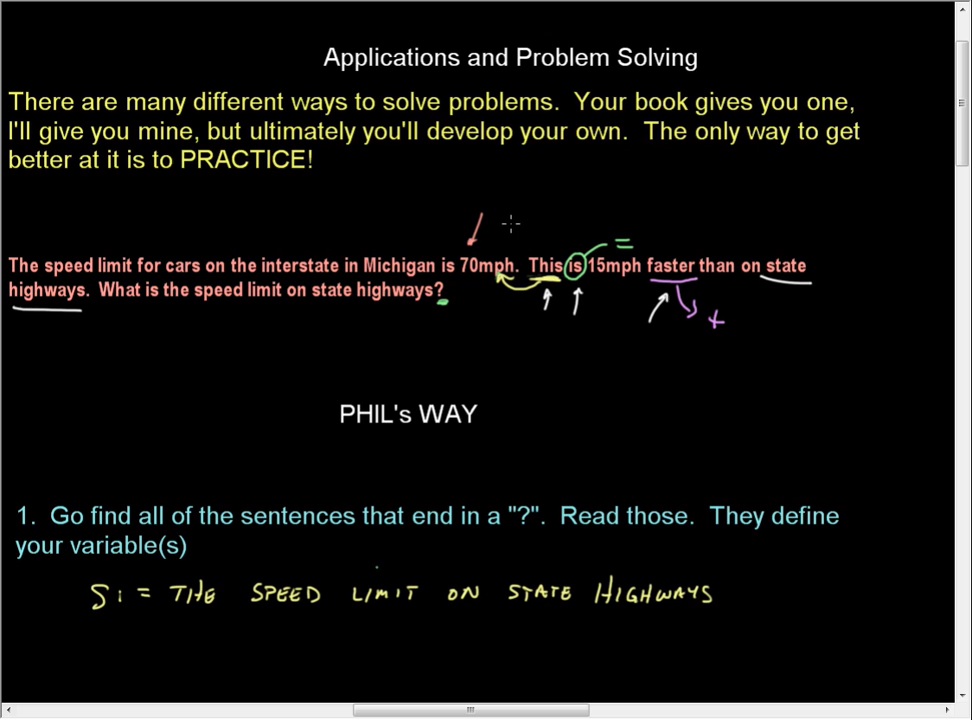 Applications and Problem Solving
There are many different ways to solve problems. Your book gives you one,
I'll give you mine, but ultimately you'll develop your own. The only way to get
better at it is to PRACTICE!
=
The speed limit for cars on the interstate in Michigan is 70mph. This is 15mph faster than on state
highways. What is the speed limit on state highways?
+
PHIL's WAY
1. Go find all of the sentences that end in a "?". Read those. They define
your variable(s)
S: = THE SPEED LIMIT ON STATE HIGHWAYS